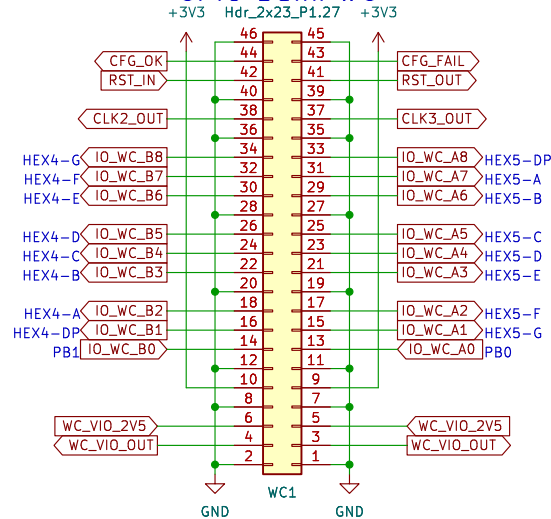 +3V3 Hdr_2x23_P1.27 +3V3
46 45
CFG_OK 44 43 CFG_FAIL
RST_IN 42 41 RST_OUT
40 39
CLK2_OUT 38 37 CLK3_OUT
36 35
HEX4-G IO_WC_B8 34 33 IO_WC_A8 HEX5-DP
HEX4-F IO_WC_B7 32 31 IO_WC_A7 HEX5-A
HEX4-E IO_WC_B6 30 29 IO_WC_A6 HEX5-B
28 27
HEX4-D IO_WC_B5 26 25 IO_WC_A5 HEX5-C
HEX4-C IO_WC_B4 24 23 IO_WC_A4 HEX5-D
HEX4-B IO_WC_B3 22 21 IO_WC_A3 HEX5-E
20 19
HEX4-A IO_WC_B2 18 17 IO_WC_A2 HEX5-F
HEX4-DP IO_WC_B1 16 15 IO_WC_A1 HEX5-G
PB1 IO_WC_B0 14 13 IO_WC_A0 PB0
12 11
10 9
8 7
WC_VIO_2V5 6 5 WC_VIO_2V5
WC_VIO_OUT 4 3 WC_VIO_OUT
2 1
WC1
GND GND